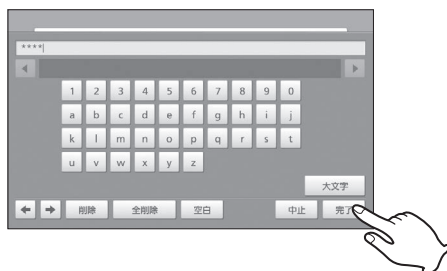 ****
1 2 3 4 5 6 7 8 9 0
a b c d e f g h i j
k l m n o p q r s t
u v w x y z
大文字
削除 全削除 空白 中止 完了